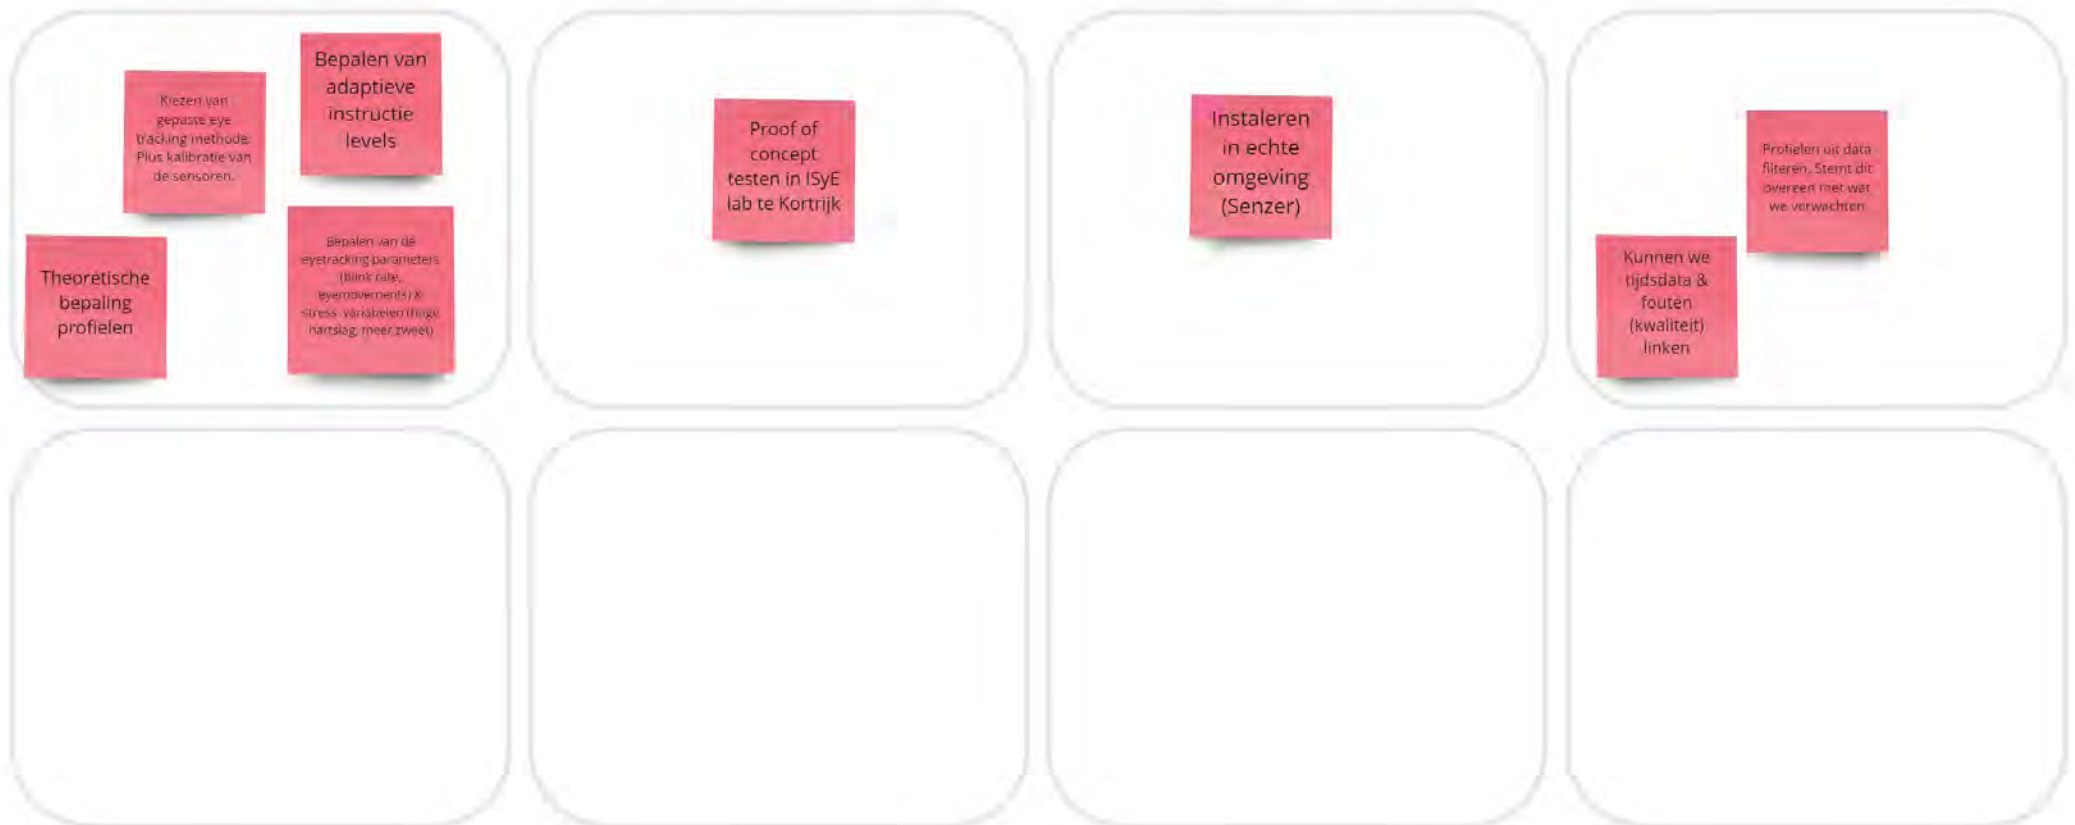 Kiezen van
gepaste eye
tracking methode.
Plus kalibratie van
de sensoren.
Bepalen van
adaptieve
instructie
levels
Theoretische
bepaling
profielen
Bepalen van de
eyetracking parameters
(blink rate,
eyemovements) &
stress variabelen (hoge
hartslag, meer zweet)
Proof of
concept
testen in ISyE
lab te Kortrijk
Instaleren
in echte
omgeving
(Senzer)
Profielen uit data
filteren. Stemt dit
overeen met wat
we verwachten
Kunnen we
tijdsdata &
fouten
(kwaliteit)
linken